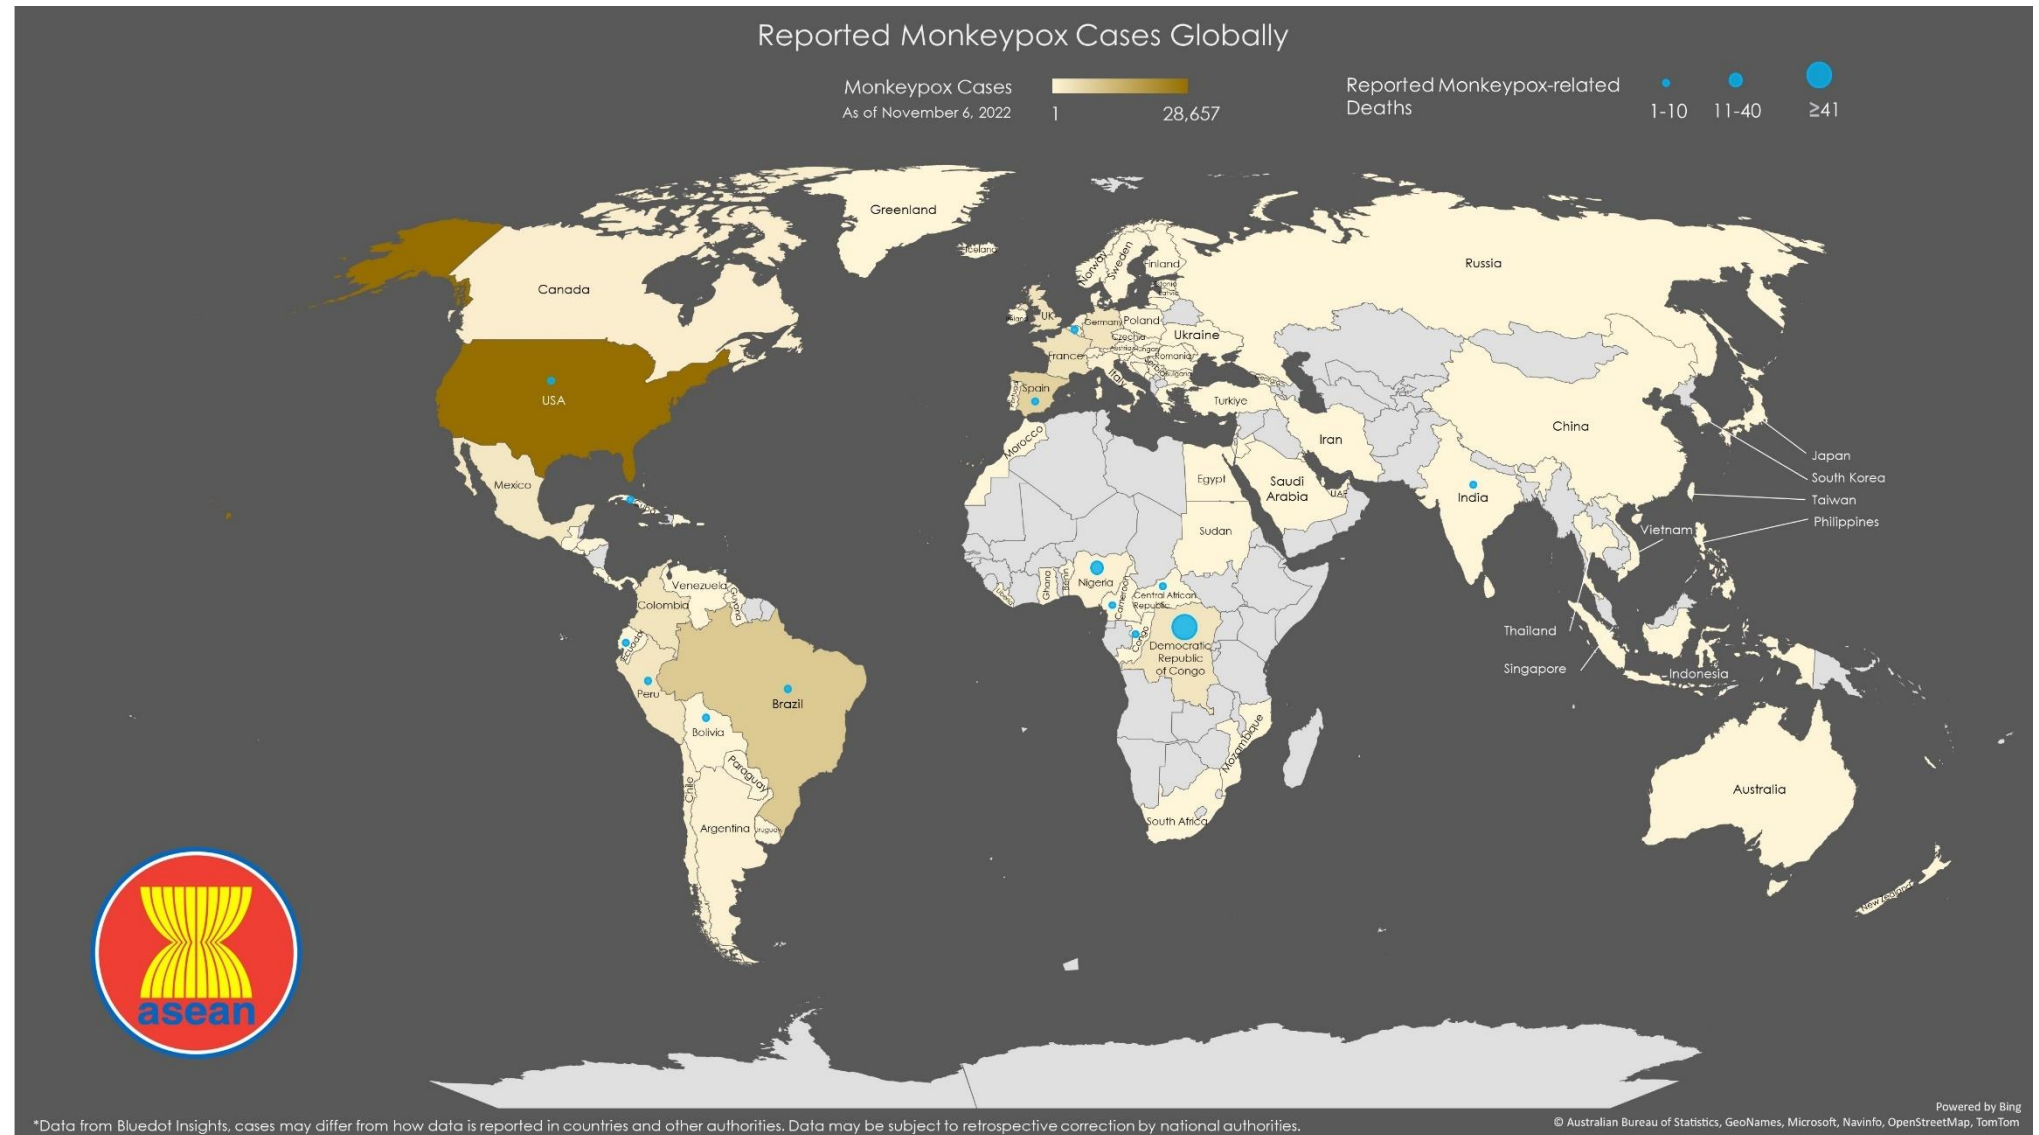 Reported Monkeypox Cases Globally
Monkeypox Cases
As of November 6, 2022
1
28,657
Reported Monkeypox-related
Deaths
1-10
11-40
≥41
Greenland
Iceland
Norway
Sweden
Finland
Russia
Canada
UK
German
Poland
Czechia
Ukraine
France
Romania
Italy
Spain
USA
Turkiye
China
Morocco
Iran
Japan
Mexico
Egypt
Saudi
Arabia
UAE
India
South Korea
Taiwan
Philippines
Vietnam
Sudan
Venezuela
Guyana
Colombia
Ghana
Benin
Nigeria
Cameroon
Central African
Republic
Congo
Democratic
Republic
of Congo
Ecuador
Peru
Brazil
Bolivia
Paraguay
Chile
Argentina
Uruguay
Mozambique
South Africa
Thailand
Singapore
Indonesia
Australia
New Zealand
asean
*Data from Bluedot Insights, cases may differ from how data is reported in countries and other authorities. Data may be subject to retrospective correction by national authorities.
Powered by Bing
© Australian Bureau of Statistics, GeoNames, Microsoft, Navinfo, OpenStreetMap, TomTom